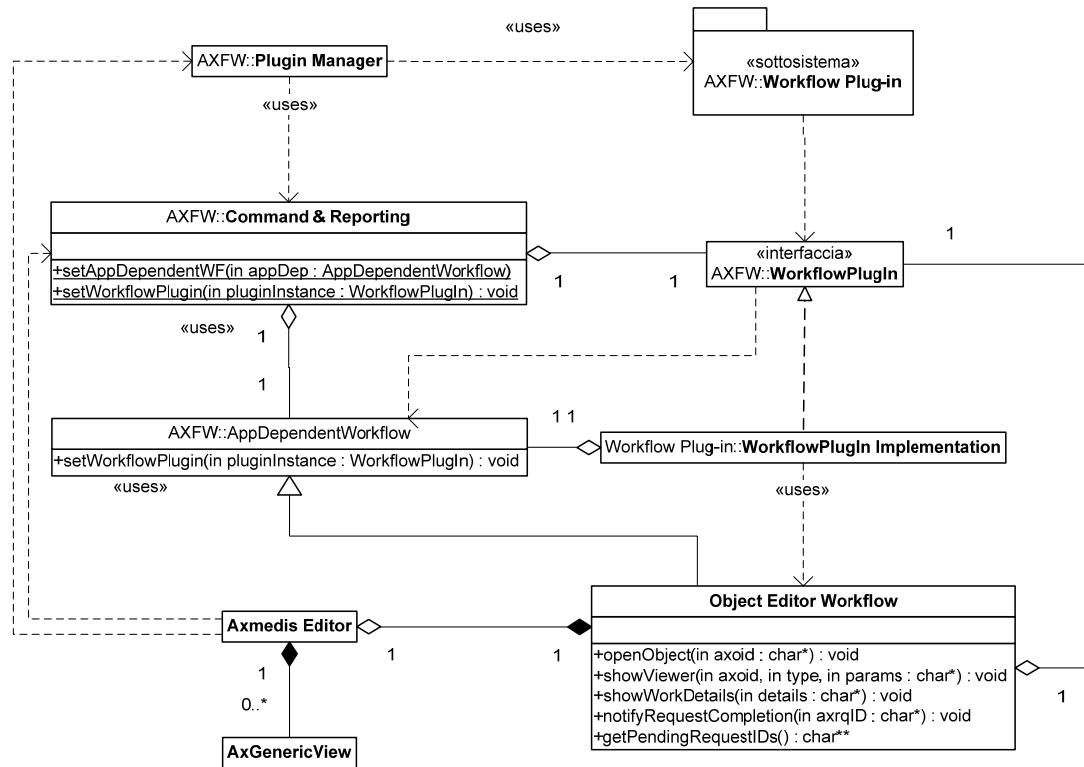 «uses»
AXFW::Plugin Manager
«sottosistema»
AXFW::Workflow Plug-in
«uses»
AXFW::Command & Reporting
+setAppDependentWF(in appDep : AppDependentWorkflow)
+setWorkflowPlugin(in pluginInstance : WorkflowPlugIn) : void
«interfaccia»
AXFW::WorkflowPlugIn
1
1
1
«uses»
1
1
AXFW::AppDependentWorkflow
+setWorkflowPlugin(in pluginInstance : WorkflowPlugIn) : void
1 1
Workflow Plug-in::WorkflowPlugIn Implementation
«uses»
«uses»
Object Editor Workflow
+openObject(in axoid : char*) : void
+showViewer(in axoid, in type, in params : char*) : void
+showWorkDetails(in details : char*) : void
+notifyRequestCompletion(in axrqID : char*) : void
+getPendingRequestIDs() : char**
Axmedis Editor
1
1
1
1
0..*
AxGenericView